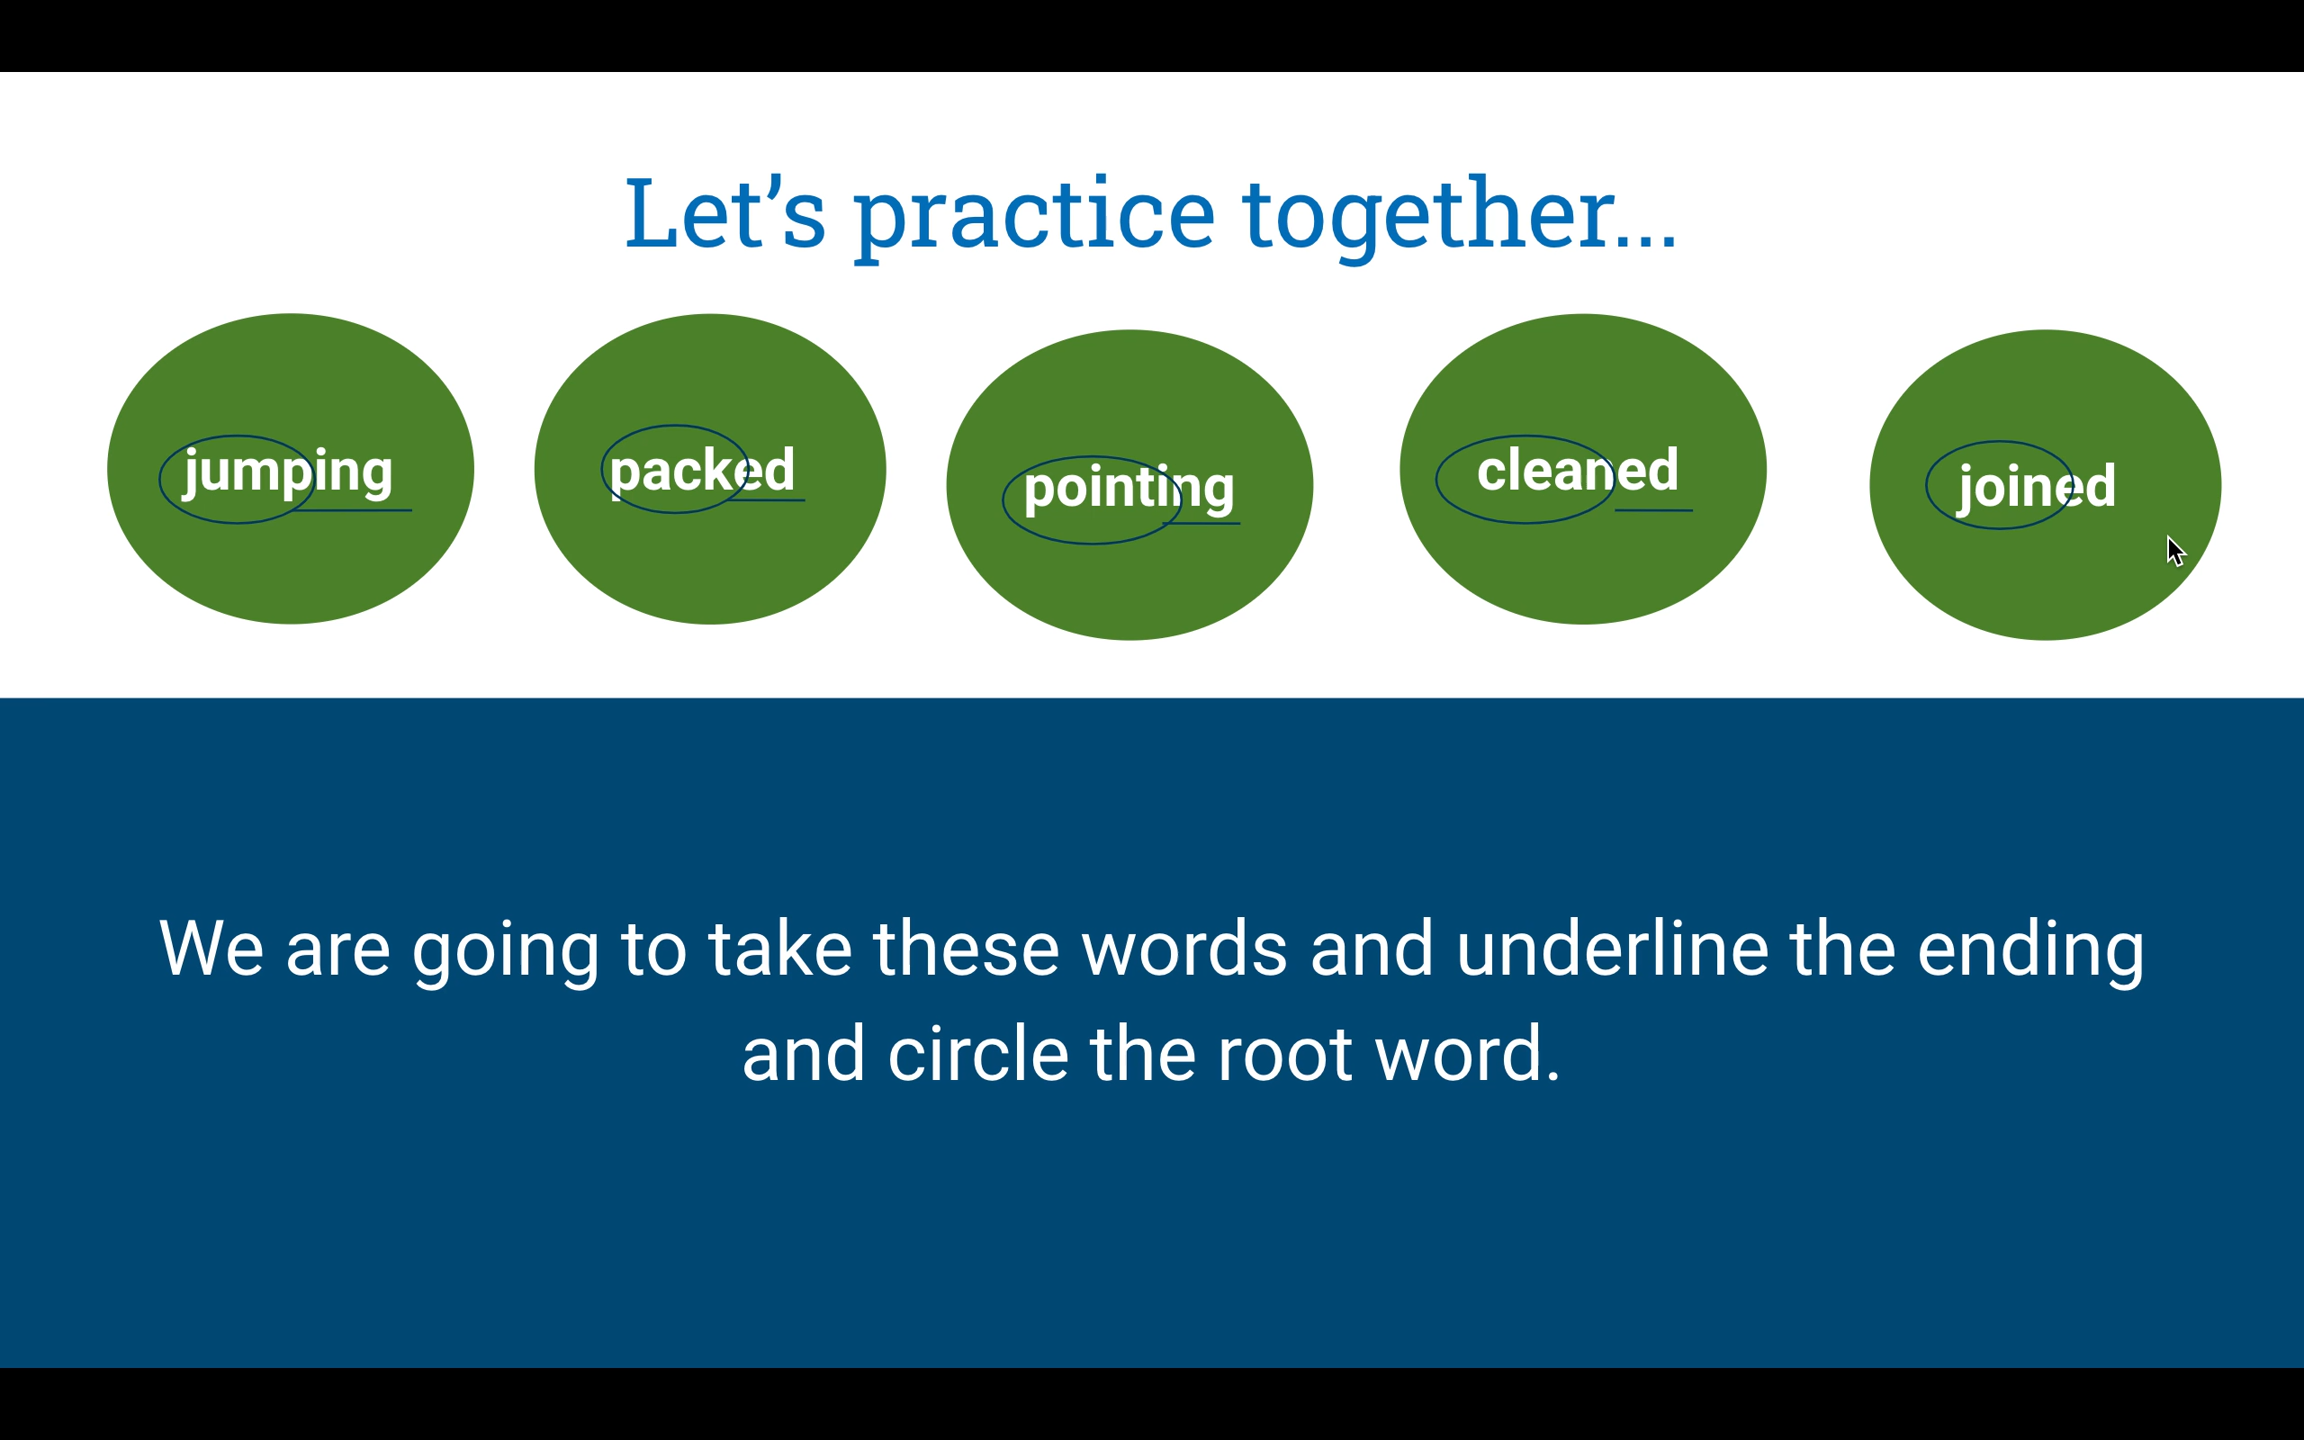 Let’s practice together...
jumping packed pointing cleaned joined
We are going to take these words and underline the ending
and circle the root word.